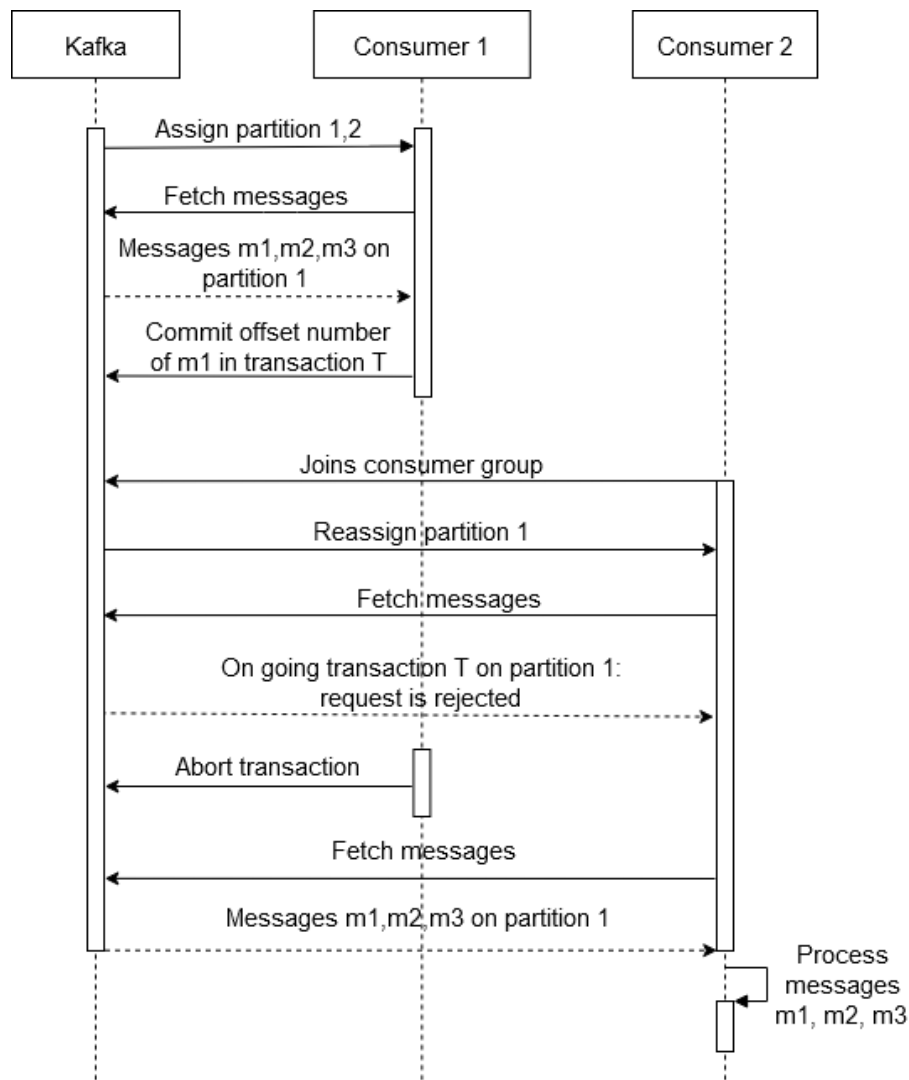 Kafka
Consumer 1
Consumer 2
Assign partition 1,2
Fetch messages
Messages m1,m2,m3 on
partition 1
Commit offset number
of m1 in transaction T
Joins consumer group
Reassign partition 1
Fetch messages
On going transaction T on partition 1:
request is rejected
Abort transaction
Fetch messages
Messages m1,m2,m3 on partition 1
Process
messages
m1, m2, m3